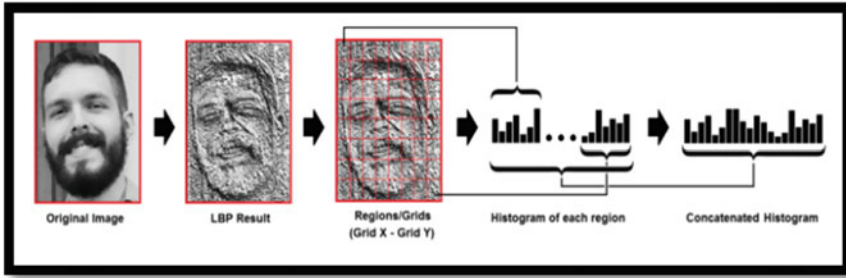 Original Image
LBP Result
Regions/Grids
(Grid X - Grid Y)
Histogram of each region
Concatenated Histogram